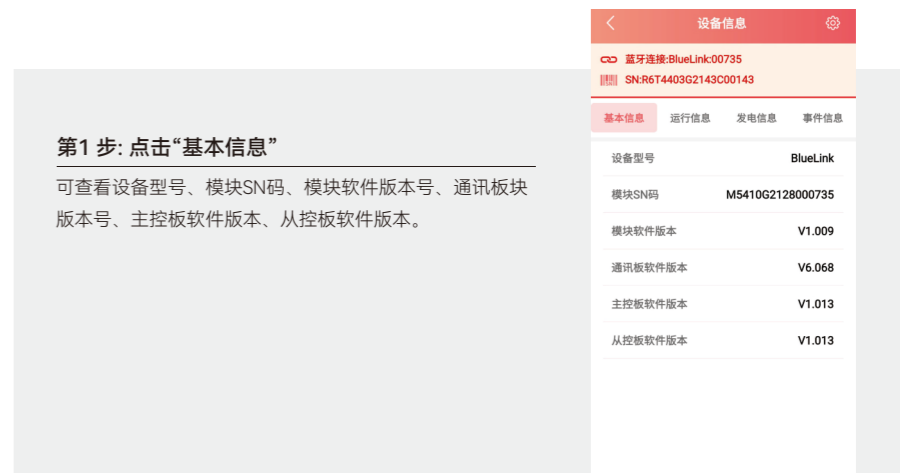 第1 步: 点击“基本信息”
可查看设备型号、模块SN码、模块软件版本号、通讯板块
版本号、主控板软件版本、从控板软件版本。
设备信息
蓝牙连接:BlueLink:00735
SN:R6T4403G2143C00143
基本信息 运行信息 发电信息 事件信息
设备型号 BlueLink
模块SN码 M5410G2128000735
模块软件版本 V1.009
通讯板软件版本 V6.068
主控板软件版本 V1.013
从控板软件版本 V1.013